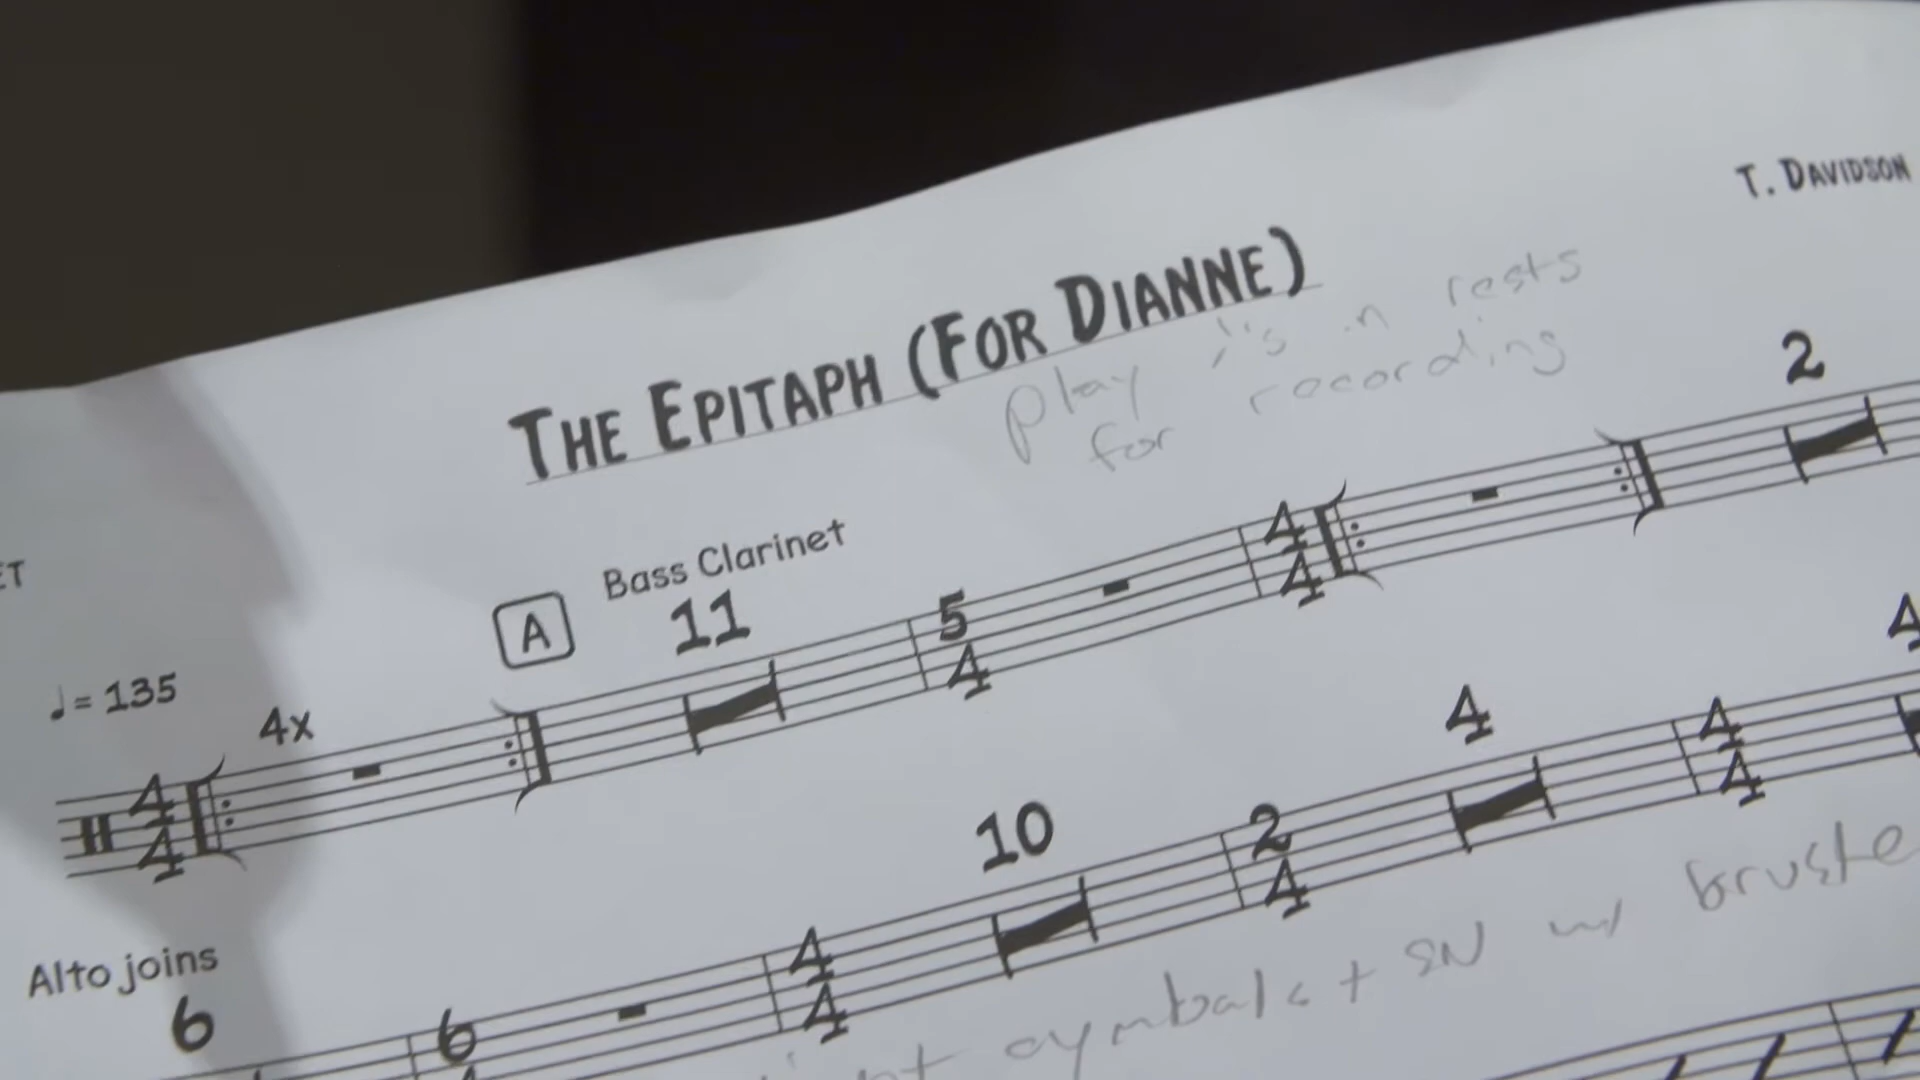 T. DAVIDSON
THE EPITAPH (FOR DIANNE)
play 's in rests
for recording
ET
♩= 135
4x
A
Bass Clarinet
11
2
4
4
5
4
4
4
Alto joins
6
6
4
4
10
2
4
4
4
4
4
cymbals + SN w/ brushe